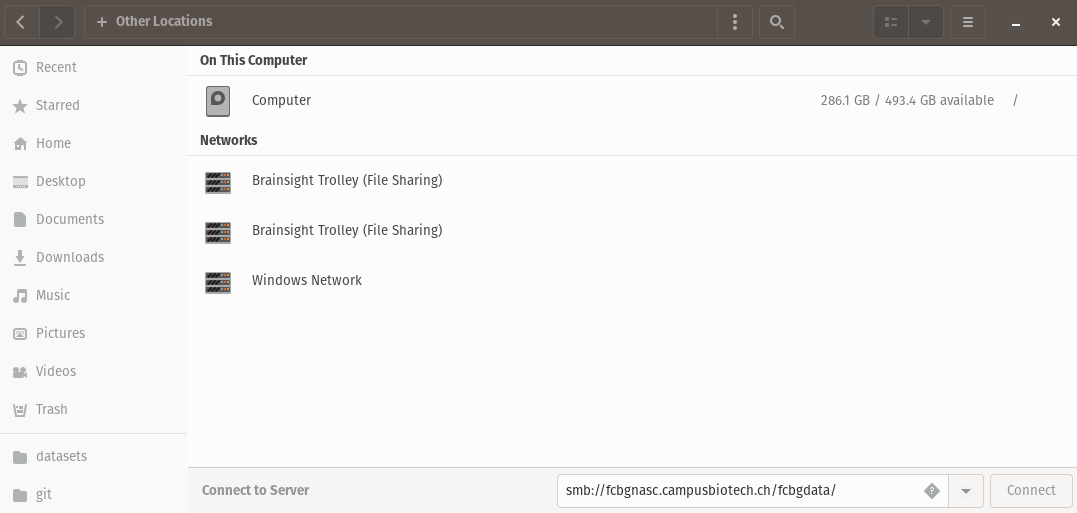 Other Locations
Recent
Starred
Home
Desktop
Documents
Downloads
Music
Pictures
Videos
Trash
datasets
git
On This Computer
Computer 286.1 GB / 493.4 GB available /
Networks
Brainsight Trolley (File Sharing)
Brainsight Trolley (File Sharing)
Windows Network
Connect to Server smb://fcbgnasc.campusbiotech.ch/fcbgdata/ Connect